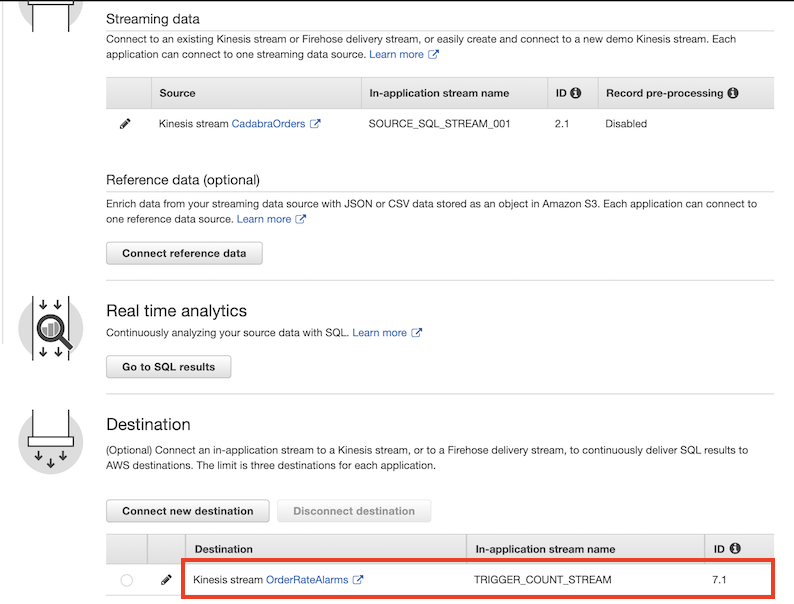 Streaming data
Connect to an existing Kinesis stream or Firehose delivery stream, or easily create and connect to a new demo Kinesis stream. Each
application can connect to one streaming data source. Learn more
Source In-application stream name ID Record pre-processing
Kinesis stream CadabraOrders SOURCE_SQL_STREAM_001 2.1 Disabled
Reference data (optional)
Enrich data from your streaming data source with JSON or CSV data stored as an object in Amazon S3. Each application can connect to
one reference data source. Learn more
Connect reference data
Real time analytics
Continuously analyzing your source data with SQL. Learn more
Go to SQL results
Destination
(Optional) Connect an in-application stream to a Kinesis stream, or to a Firehose delivery stream, to continuously deliver SQL results to
AWS destinations. The limit is three destinations for each application.
Connect new destination Disconnect destination
Destination In-application stream name ID
Kinesis stream OrderRateAlarms TRIGGER_COUNT_STREAM 7.1